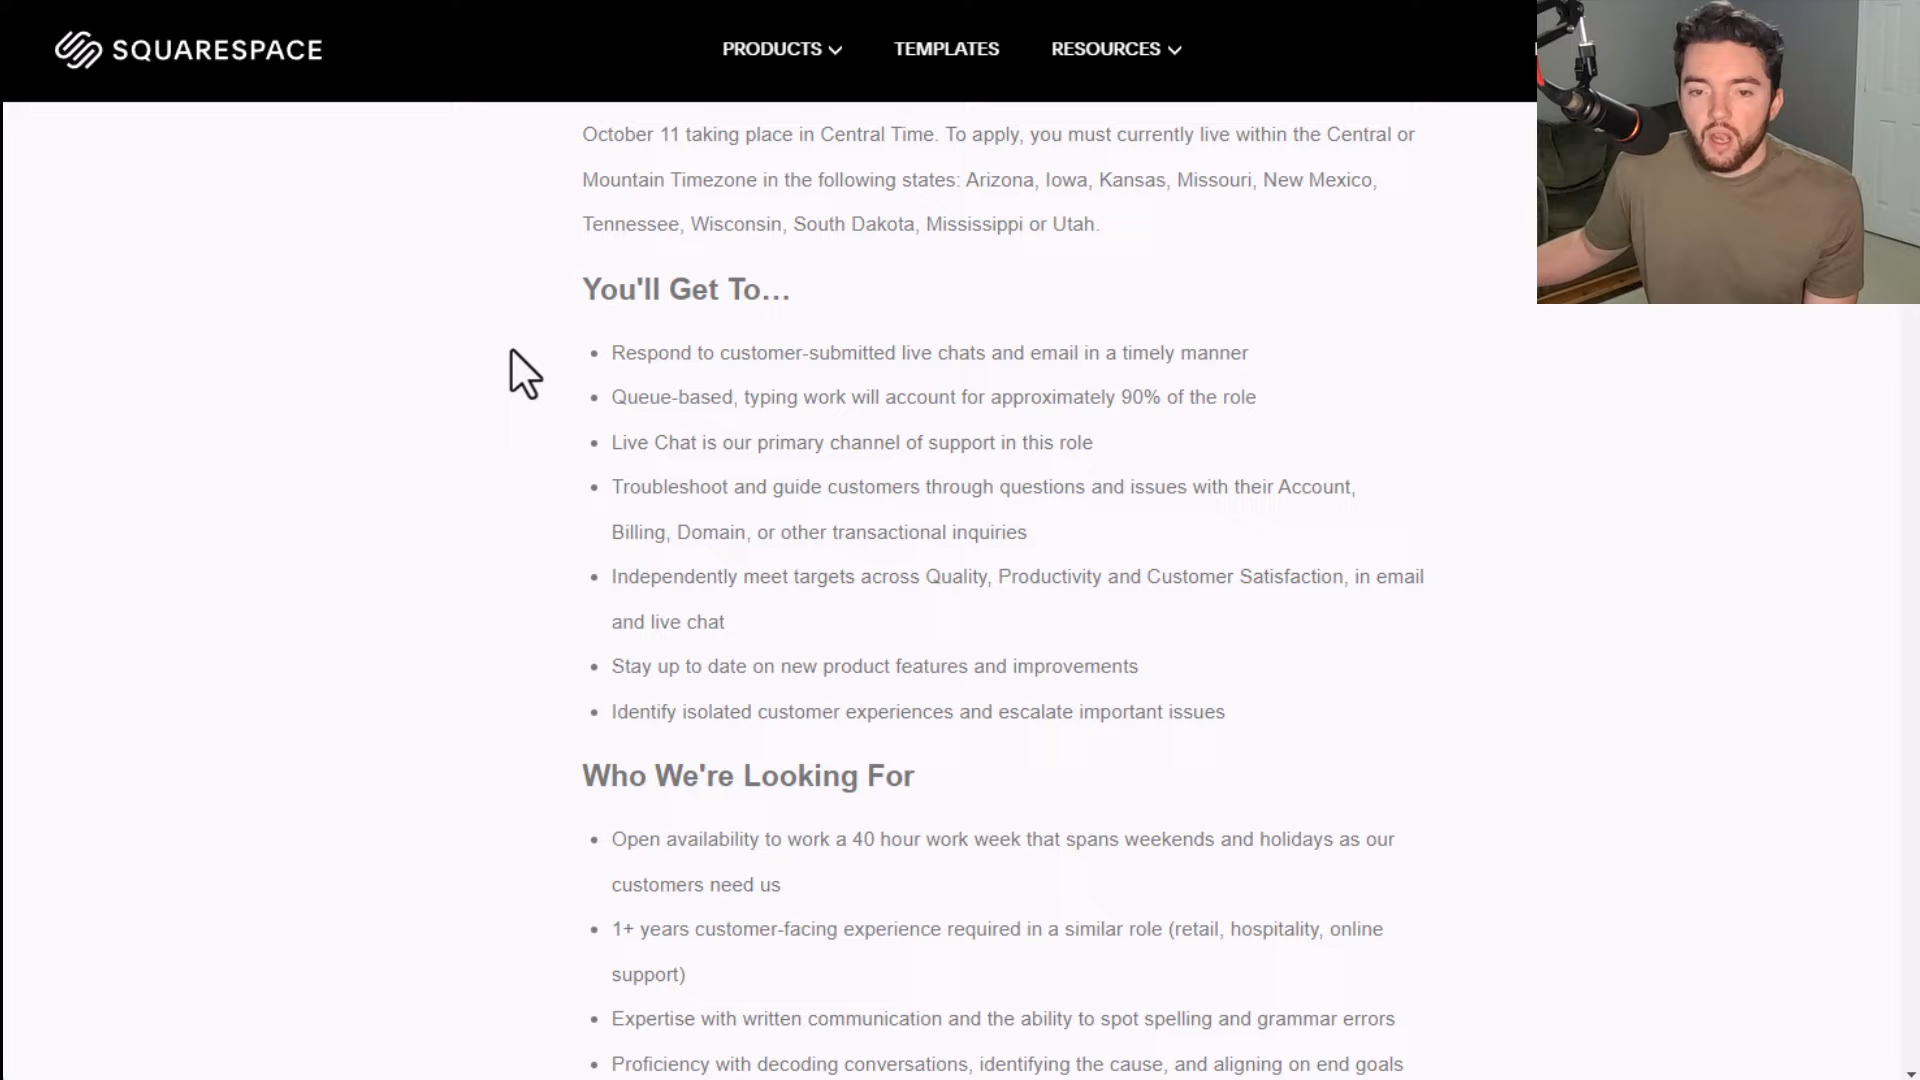 SQUARESPACE
PRODUCTS
TEMPLATES
RESOURCES
October 11 taking place in Central Time. To apply, you must currently live within the Central or
Mountain Timezone in the following states: Arizona, Iowa, Kansas, Missouri, New Mexico,
Tennessee, Wisconsin, South Dakota, Mississippi or Utah.
You'll Get To…
• Respond to customer-submitted live chats and email in a timely manner
• Queue-based, typing work will account for approximately 90% of the role
• Live Chat is our primary channel of support in this role
• Troubleshoot and guide customers through questions and issues with their Account,
Billing, Domain, or other transactional inquiries
• Independently meet targets across Quality, Productivity and Customer Satisfaction, in email
and live chat
• Stay up to date on new product features and improvements
• Identify isolated customer experiences and escalate important issues
Who We're Looking For
• Open availability to work a 40 hour work week that spans weekends and holidays as our
customers need us
• 1+ years customer-facing experience required in a similar role (retail, hospitality, online
support)
• Expertise with written communication and the ability to spot spelling and grammar errors
• Proficiency with decoding conversations, identifying the cause, and aligning on end goals